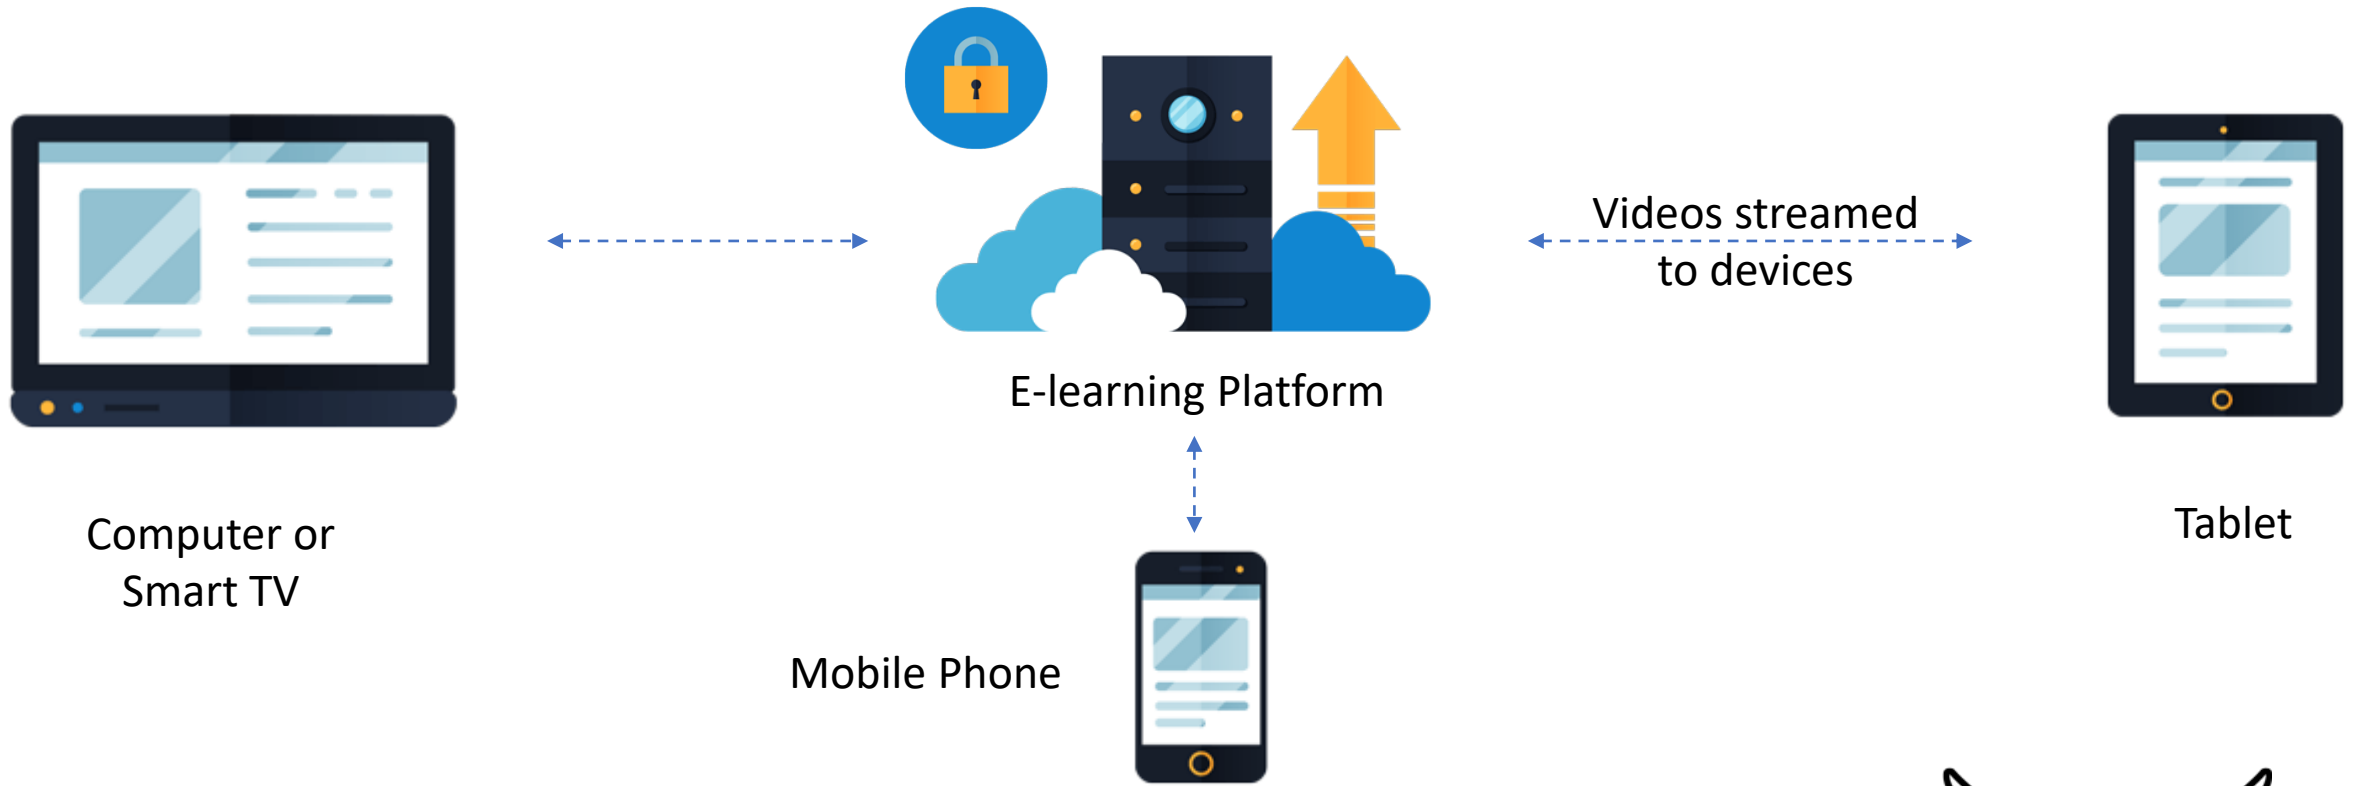 Videos streamed
to devices
E-learning Platform
Computer or
Smart TV
Tablet
Mobile Phone